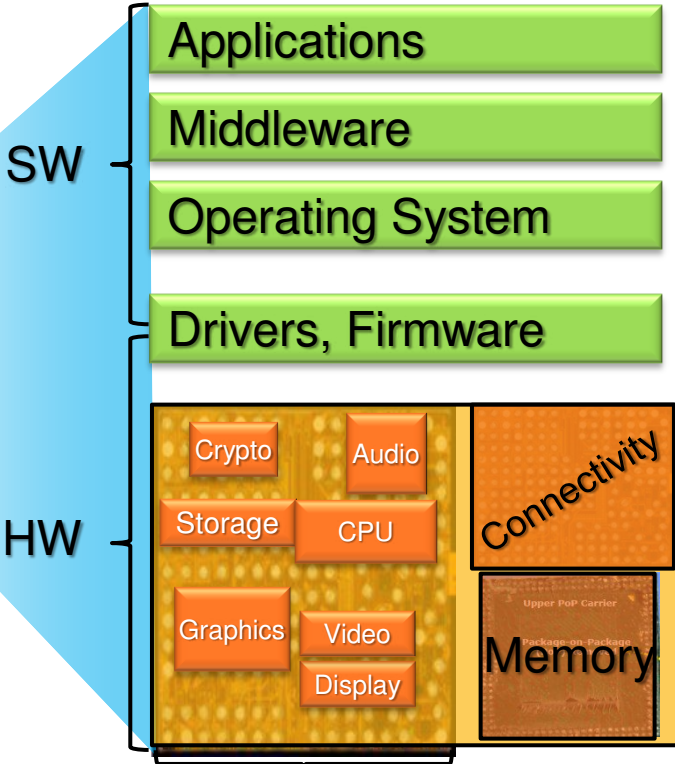 Applications
Middleware
SW
Operating System
Drivers, Firmware
Crypto
Audio
Storage
CPU
Connectivity
HW
Graphics
Video
Display
Upper PoP Carrier
Package-on-Package
Memory